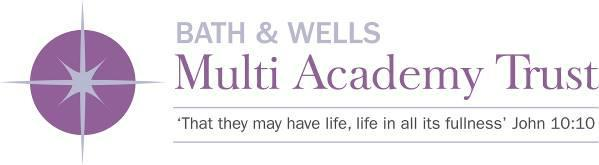 BATH & WELLS
Multi Academy Trust
‘That they may have life, life in all its fullness’ John 10:10